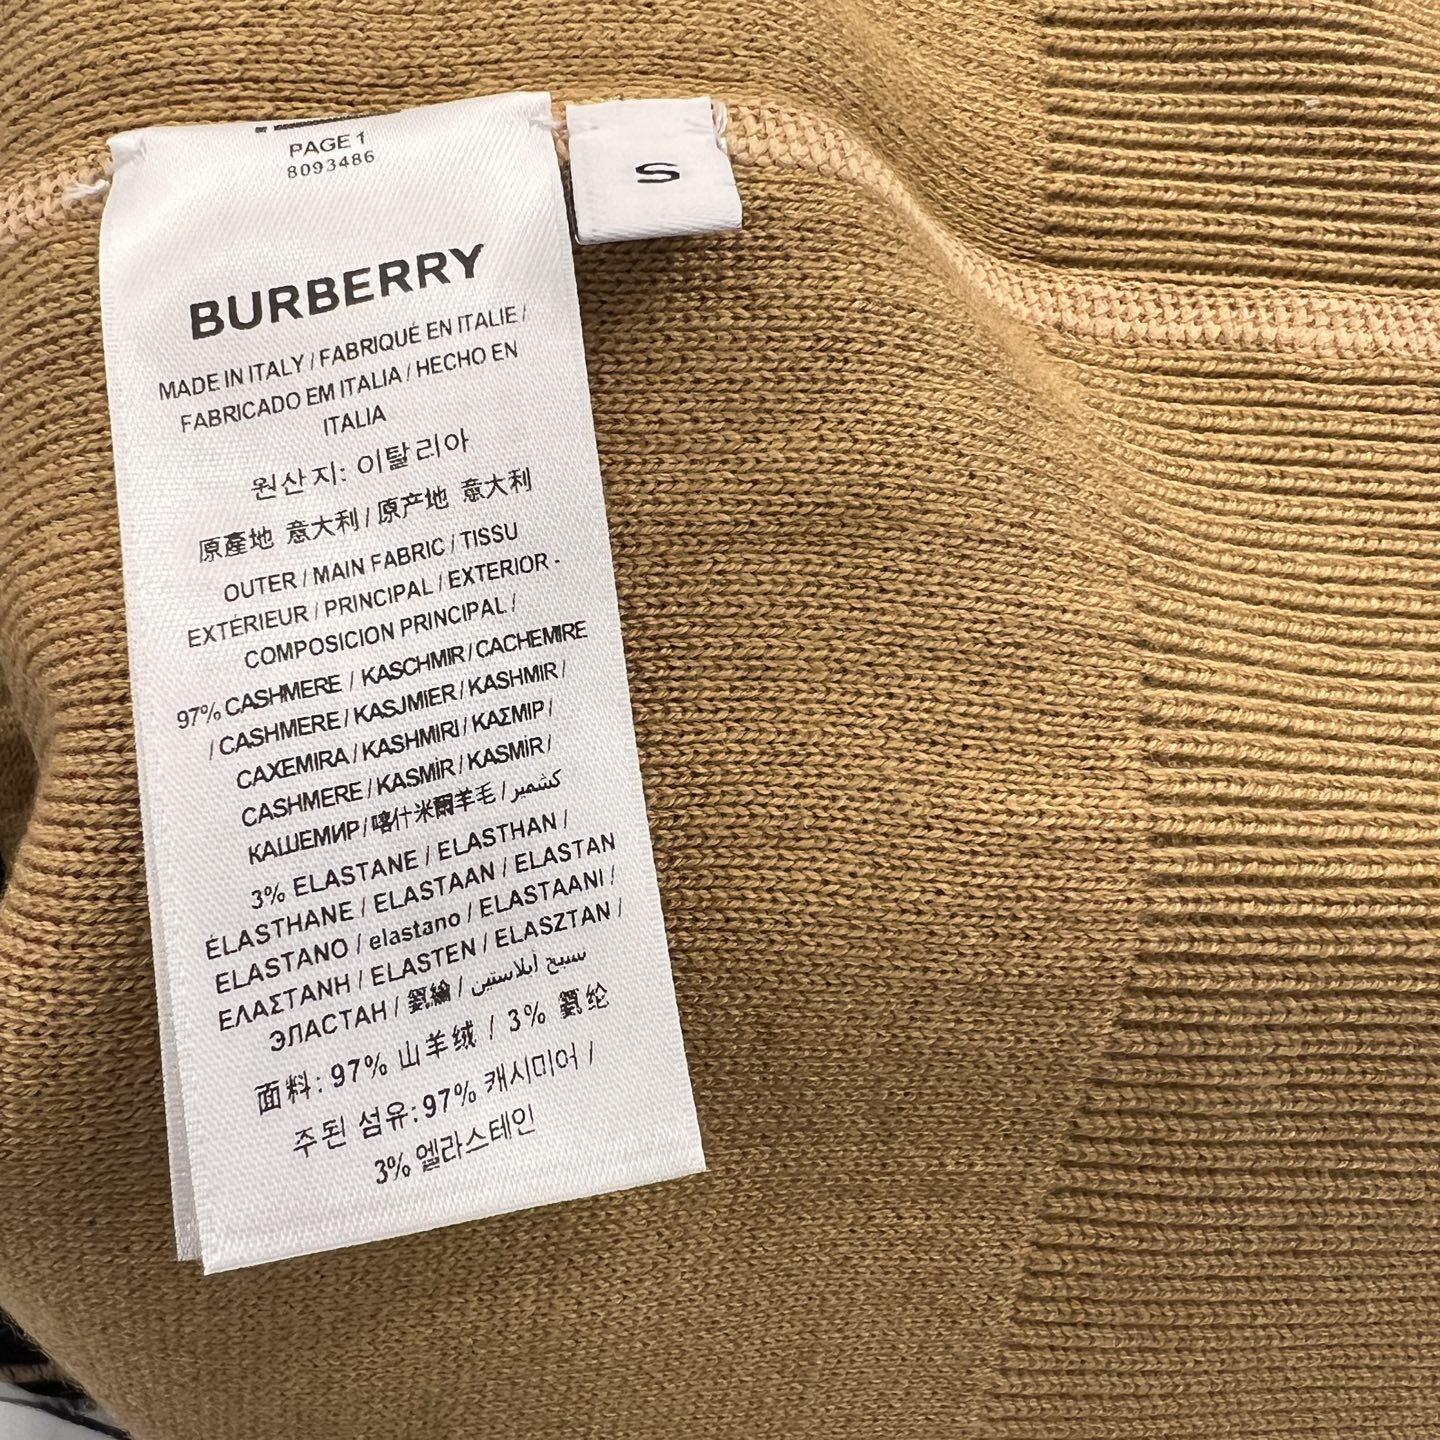 PAGE 1
8093486
S
BURBERRY
MADE IN ITALY / FABRIQUÉ EN ITALIE /
FABRICADO EM ITALIA / HECHO EN
ITALIA
원산지: 이탈리아
原產地 意大利 / 原产地 意大利
OUTER / MAIN FABRIC / TISSU
EXTÉRIEUR / PRINCIPAL / EXTERIOR -
COMPOSICION PRINCIPAL /
97% CASHMERE / KASCHMIR / CACHEMIRE
/ CASHMERE / KASJMIER / KASHMIR /
CAXEMIRA / KASHMIRI / ΚΑΣΜΙΡ /
CASHMERE / KASMİR / KASMÍR /
КАШЕМИР / 喀什米爾羊毛 / كشمير
3% ELASTANE / ELASTHAN /
ÉLASTHANE / ELASTAAN / ELASTAN
ELASTANO / elastano / ELASTAANI /
ΕΛΑΣΤΑΝΗ / ELASTEN / ELASZTAN /
ЭЛАСТАН / 氨綸 / سبيج ايلاستين
面料: 97% 山羊绒 / 3% 氨纶
주된 섬유: 97% 캐시미어 /
3% 엘라스테인